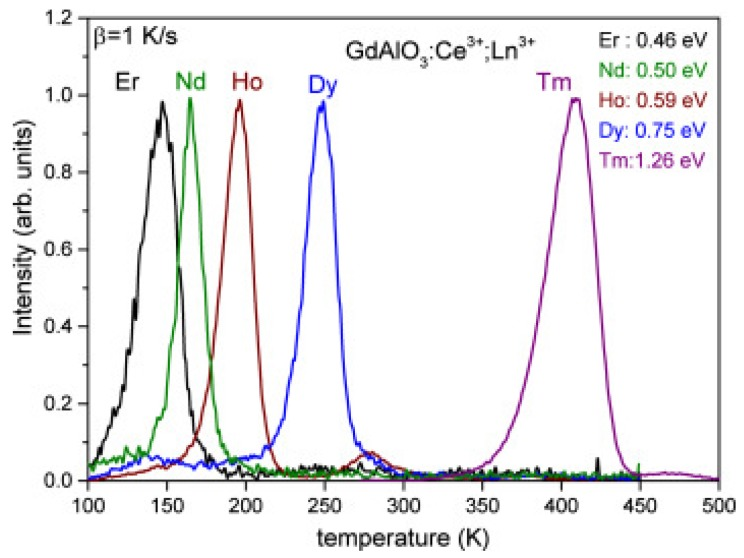 β=1 K/s
GdAlO₃:Ce³⁺;Ln³⁺
Er : 0.46 eV
Nd: 0.50 eV
Ho: 0.59 eV
Dy: 0.75 eV
Tm:1.26 eV
Er
Nd
Ho
Dy
Tm
Intensity (arb. units)
1.2
1.0
0.8
0.6
0.4
0.2
0.0
100 150 200 250 300 350 400 450 500
temperature (K)